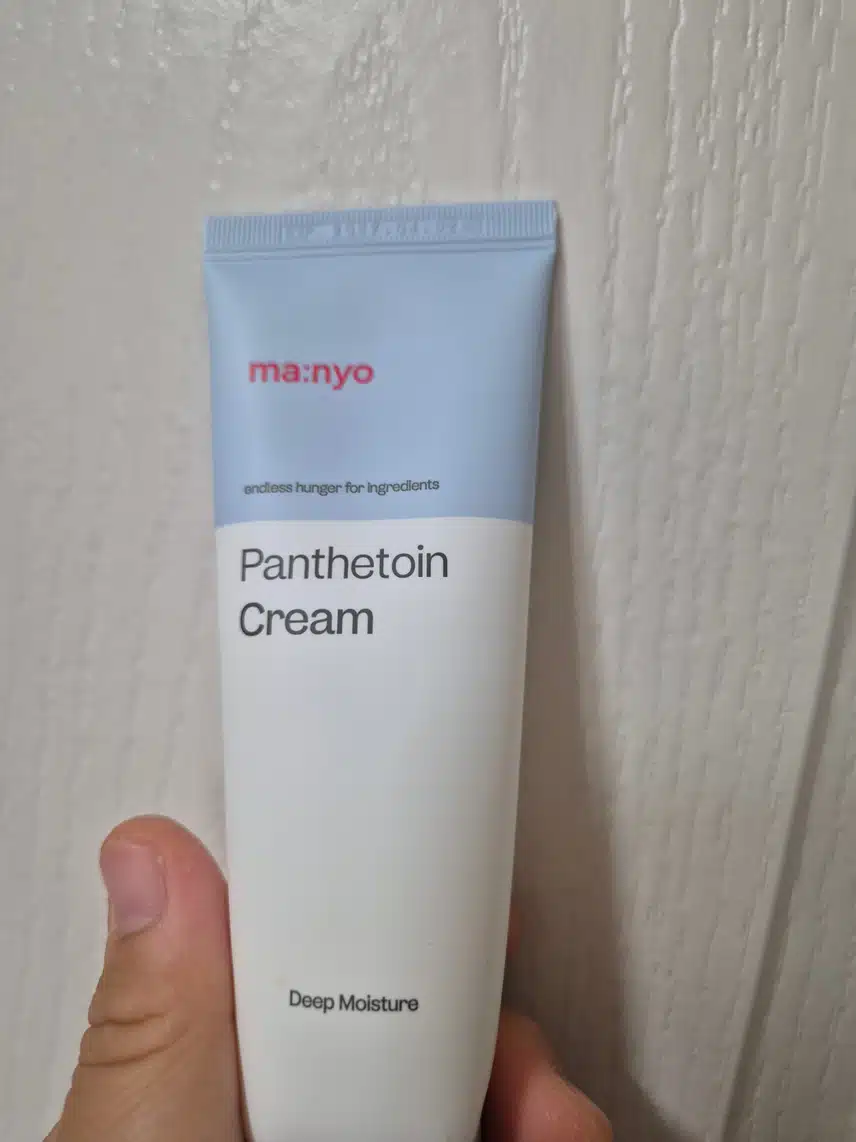 ma:nyo
endless hunger for ingredients
Panthetoin
Cream
Deep Moisture